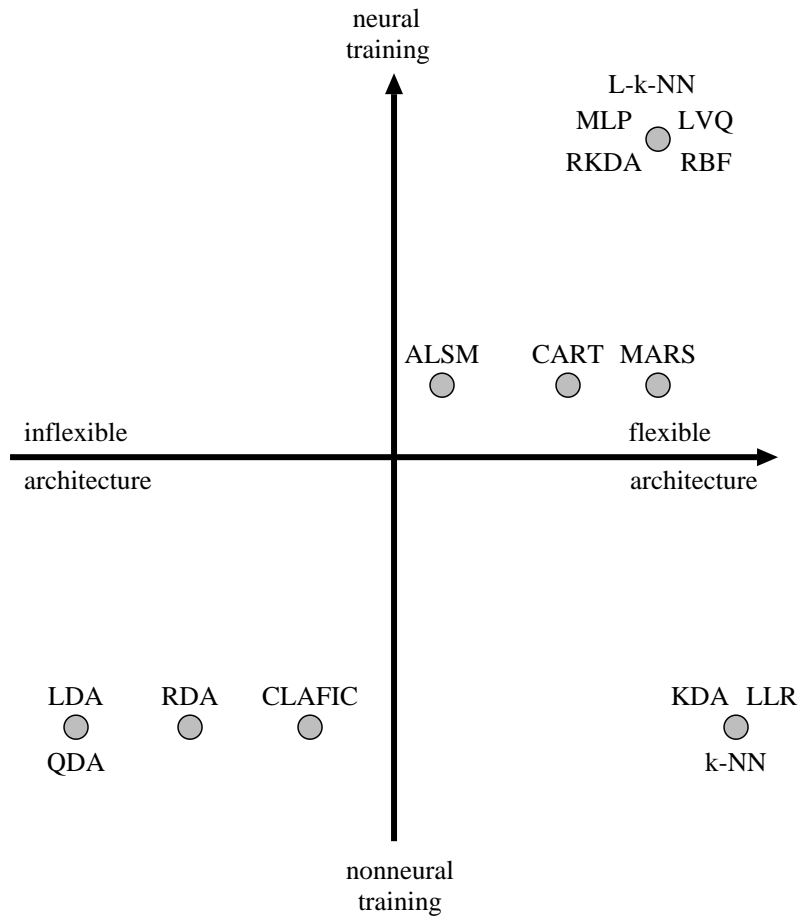 neural
training
L-k-NN
MLP LVQ
RKDA RBF
ALSM CART MARS
inflexible flexible
architecture architecture
LDA RDA CLAFIC KDA LLR
QDA k-NN
nonneural
training